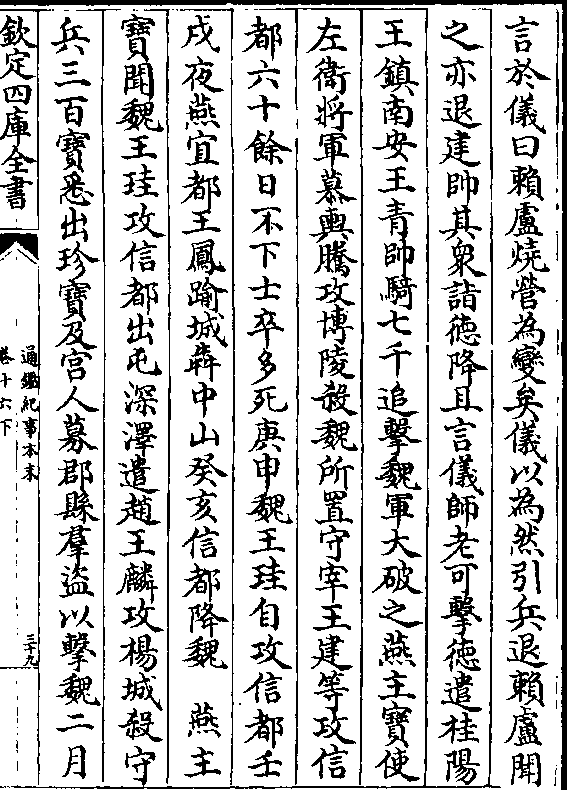 言於儀曰賴盧燒營為變矣儀以為然引兵退賴盧聞
之亦退建帥其衆詣德降且言儀師老可擊德遣桂陽
王鎮南安王青帥騎七千追擊魏軍大破之燕主寶使
左衛將軍慕輿騰攻博陵殺魏所置守宰王建等攻信
都六十餘日不下士卒多死庚申魏王珪自攻信都壬
戌夜燕宜都王鳳踰城犇中山癸亥信都降魏　燕主
寶聞魏王珪攻信都出屯深澤遣趙王麟攻楊城殺守
兵三百寶悉出珍寶及宮人募郡縣羣盜以擊魏二月
欽定四庫全書
通鑑紀事本末
卷十六下
三十九